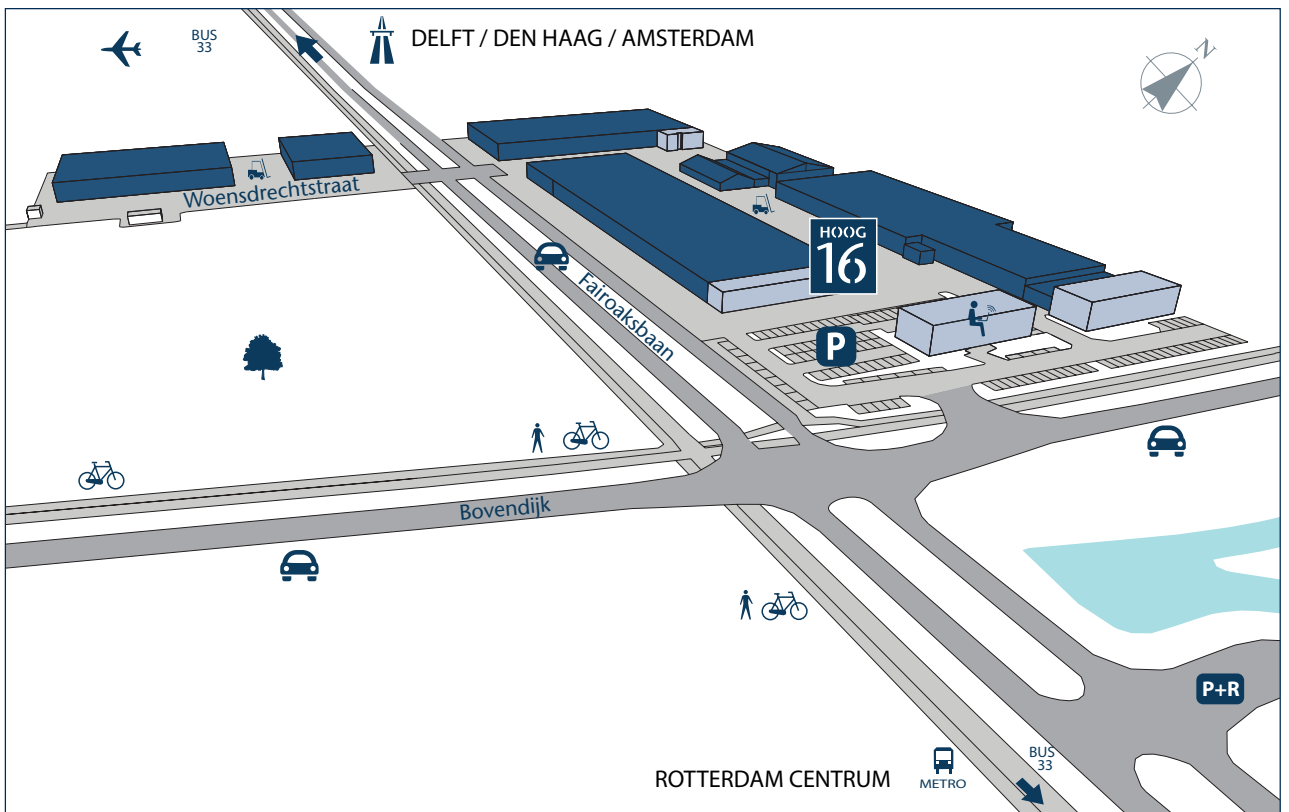 BUS
33
DELFT / DEN HAAG / AMSTERDAM
N
Woensdrechtstraat
HOOG
16
Fairoaksbaan
P
Bovendijk
P+R
ROTTERDAM CENTRUM
METRO
BUS
33